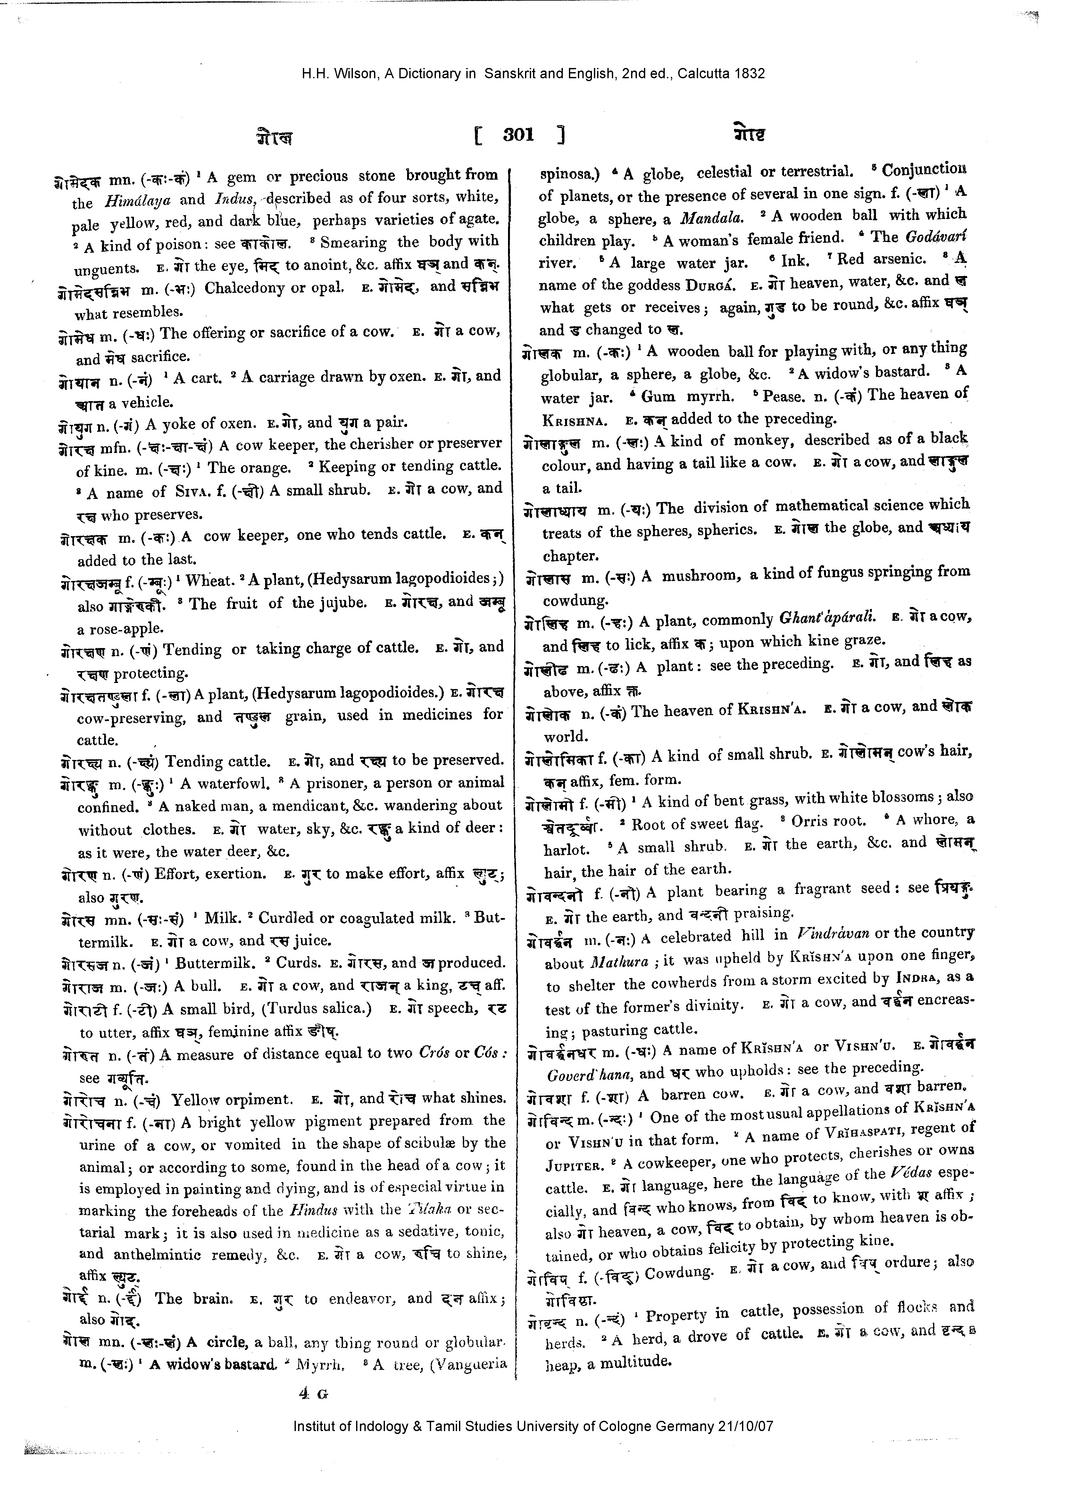 H.H. Wilson, A Dictionary in Sanskrit and English, 2nd ed., Calcutta 1832
गोल [ 301 ] गोवृ
गोमेदक mn. (-कः-कं) ¹ A gem or precious stone brought from
the Himálaya and Indus, described as of four sorts, white,
pale yellow, red, and dark blue, perhaps varieties of agate.
² A kind of poison: see काकोल. ³ Smearing the body with
unguents. E. गो the eye, मिद् to anoint, &c. affix घञ् and कन्.
गोमेदसन्निभ m. (-भः) Chalcedony or opal. E. गोमेद, and सन्निभ
what resembles.
गोमेध m. (-धः) The offering or sacrifice of a cow. E. गो a cow,
and मेध sacrifice.
गोयान n. (-नं) ¹ A cart. ² A carriage drawn by oxen. E. गो, and
यान a vehicle.
गोयुग n. (-गं) A yoke of oxen. E. गो, and युग a pair.
गोरक्ष mfn. (-क्षः-क्षा-क्षं) A cow keeper, the cherisher or preserver
of kine. m. (-क्षः) ¹ The orange. ² Keeping or tending cattle.
³ A name of SIVA. f. (-क्षी) A small shrub. E. गो a cow, and
रक्ष who preserves.
गोरक्षक m. (-कः) A cow keeper, one who tends cattle. E. कन्
added to the last.
गोरक्षजम्बू f. (-म्बूः) ¹ Wheat. ² A plant, (Hedysarum lagopodioides;)
also गाङ्गेरुकी. ³ The fruit of the jujube. E. गोरक्ष, and जम्बू
a rose-apple.
गोरक्षण n. (-णं) Tending or taking charge of cattle. E. गो, and
रक्षण protecting.
गोरक्षतण्डुला f. (-ला) A plant, (Hedysarum lagopodioides.) E. गोरक्ष
cow-preserving, and तण्डुल grain, used in medicines for
cattle.
गोरक्ष्य n. (-क्ष्यं) Tending cattle. E. गो, and रक्ष्य to be preserved.
गोरङ्कु m. (-ङ्कुः) ¹ A waterfowl. ² A prisoner, a person or animal
confined. ³ A naked man, a mendicant, &c. wandering about
without clothes. E. गो water, sky, &c. रङ्कु a kind of deer:
as it were, the water deer, &c.
गोरण n. (-णं) Effort, exertion. E. गुर to make effort, affix ल्युट्;
also गुरण.
गोरस mn. (-सः-सं) ¹ Milk. ² Curdled or coagulated milk. ³ But-
termilk. E. गो a cow, and रस juice.
गोरसज n. (-जं) ¹ Buttermilk. ² Curds. E. गोरस, and ज produced.
गोराज m. (-जः) A bull. E. गो a cow, and राजन् a king, टच् aff.
गोराटी f. (-टी) A small bird, (Turdus salica.) E. गो speech, रट
to utter, affix घञ्, feminine affix ङीष्.
गोरुत n. (-तं) A measure of distance equal to two Crós or Cós:
see गव्यूति.
गोरोच n. (-चं) Yellow orpiment. E. गो, and रोच what shines.
गोरोचना f. (-ना) A bright yellow pigment prepared from the
urine of a cow, or vomited in the shape of scibulæ by the
animal; or according to some, found in the head of a cow; it
is employed in painting and dying, and is of especial virtue in
marking the foreheads of the Hindus with the Tilaka or sec-
tarial mark; it is also used in medicine as a sedative, tonic,
and anthelmintic remedy, &c. E. गो a cow, रुचि to shine,
affix ल्युट्.
गोर्द्द n. (-र्द्दं) The brain. E. गुर to endeavor, and दन affix;
also गोद.
गोल mn. (-लः-लं) A circle, a ball, any thing round or globular.
m. (-लः) ¹ A widow's bastard. ² Myrrh. ³ A tree, (Vangueria
4 G
spinosa.) ⁴ A globe, celestial or terrestrial. ⁵ Conjunction
of planets, or the presence of several in one sign. f. (-ला) ¹ A
globe, a sphere, a Mandala. ² A wooden ball with which
children play. ³ A woman's female friend. ⁴ The Godávarí
river. ⁵ A large water jar. ⁶ Ink. ⁷ Red arsenic. ⁸ A
name of the goddess DURGÁ. E. गो heaven, water, &c. and ल
what gets or receives; again, गुड to be round, &c. affix घञ्
and ड changed to ल.
गोलक m. (-कः) ¹ A wooden ball for playing with, or any thing
globular, a sphere, a globe, &c. ² A widow's bastard. ³ A
water jar. ⁴ Gum myrrh. ⁵ Pease. n. (-कं) The heaven of
KRISHNA. E. कन् added to the preceding.
गोलाङ्गूल m. (-लः) A kind of monkey, described as of a black
colour, and having a tail like a cow. E. गो a cow, and लाङ्गूल
a tail.
गोलाध्याय m. (-यः) The division of mathematical science which
treats of the spheres, spherics. E. गोल the globe, and अध्याय
chapter.
गोलास m. (-सः) A mushroom, a kind of fungus springing from
cowdung.
गोलिह m. (-हः) A plant, commonly Ghant'àpárali. E. गो a cow,
and लिह to lick, affix क; upon which kine graze.
गोलीढ m. (-ढः) A plant: see the preceding. E. गो, and लिह as
above, affix क्त.
गोलोक n. (-कं) The heaven of KRISHN'A. E. गो a cow, and लोक
world.
गोलोमिका f. (-का) A kind of small shrub. E. गोलोमन् cow's hair,
कन् affix, fem. form.
गोलोमी f. (-मी) ¹ A kind of bent grass, with white blossoms; also
श्वेतदूर्व्वा. ² Root of sweet flag. ³ Orris root. ⁴ A whore, a
harlot. ⁵ A small shrub. E. गो the earth, &c. and लोमन्
hair, the hair of the earth.
गोवन्दनी f. (-नी) A plant bearing a fragrant seed: see प्रियङ्गु.
E. गो the earth, and वन्दनी praising.
गोवर्द्धन m. (-नः) A celebrated hill in Vindràvan or the country
about Mathura; it was upheld by KRISHN'A upon one finger,
to shelter the cowherds from a storm excited by INDRA, as a
test of the former's divinity. E. गो a cow, and वर्द्धन encreas-
ing; pasturing cattle.
गोवर्द्धनधर m. (-धः) A name of KRĬSHN'A or VISHN'U. E. गोवर्द्धन
Goverd'hana, and धर who upholds: see the preceding.
गोवशा f. (-शा) A barren cow. E. गो a cow, and वशा barren.
गोविन्द m. (-न्दः) ¹ One of the most usual appellations of KRĬSHN'A
or VISHN'U in that form. ² A name of VRĬHASPATI, regent of
JUPITER. ³ A cowkeeper, one who protects, cherishes or owns
cattle. E. गो language, here the language of the Védas espe-
cially, and विन्द who knows, from विद् to know, with श affix;
also गो heaven, a cow, विद् to obtain, by whom heaven is ob-
tained, or who obtains felicity by protecting kine.
गोविष् f. (-विट्) Cowdung. E. गो a cow, and विष् ordure; also
गोविष्ठा.
गोवृन्द n. (-न्दं) ¹ Property in cattle, possession of flocks and
herds. ² A herd, a drove of cattle. E. गो a cow, and वृन्द a
heap, a multitude.
Institut of Indology & Tamil Studies University of Cologne Germany 21/10/07